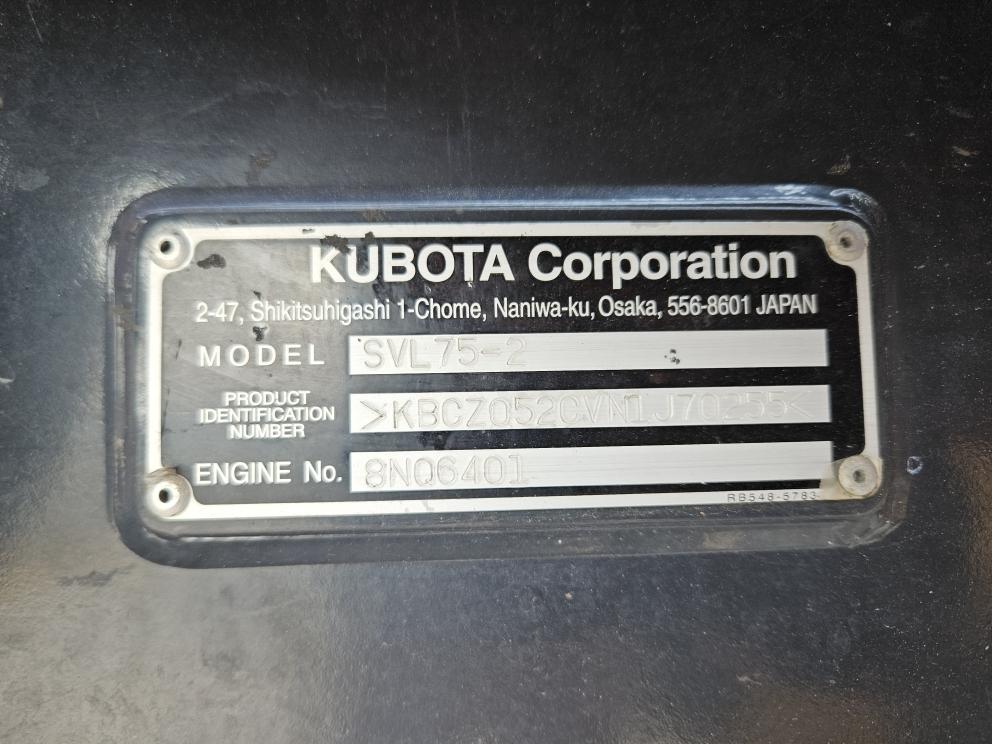 KUBOTA Corporation
2-47, Shikitsuhigashi 1-Chome, Naniwa-ku, Osaka, 556-8601 JAPAN
MODEL SVL75-2
PRODUCT
IDENTIFICATION
NUMBER
>KBCZ052CVN1J70255<
ENGINE No. 8NQ6401
RB548-5783